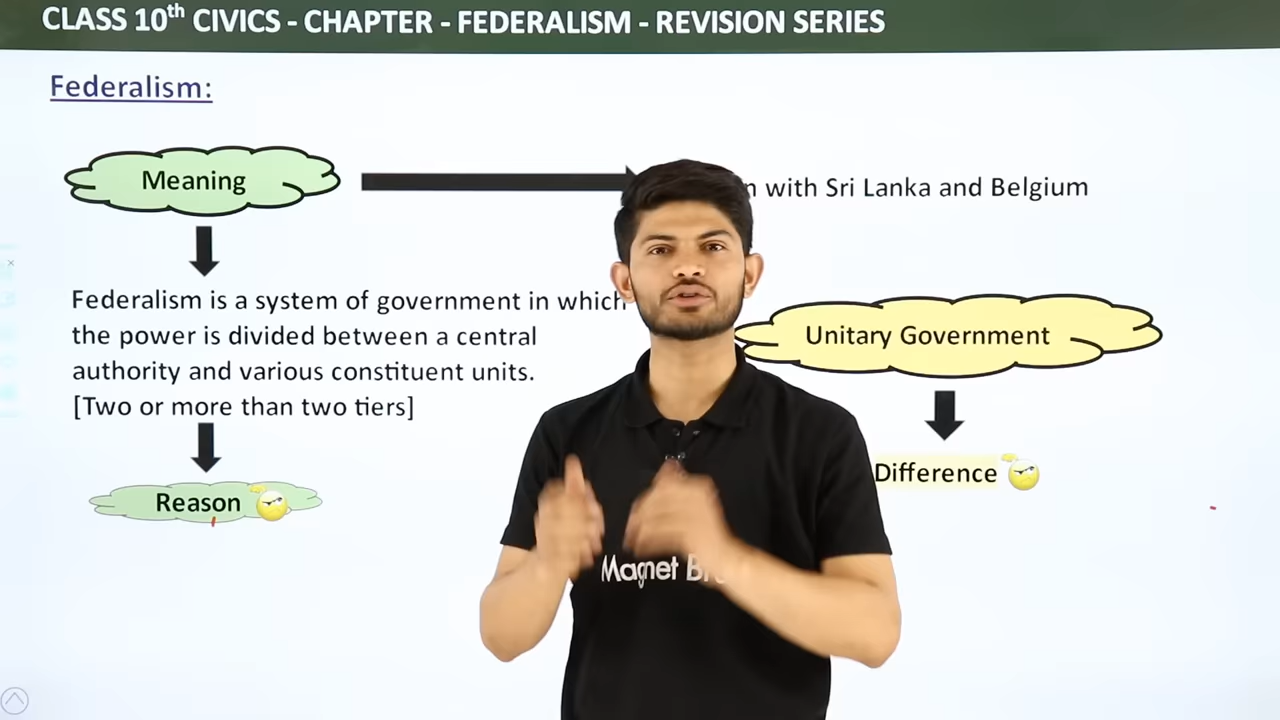 CLASS 10th CIVICS - CHAPTER - FEDERALISM - REVISION SERIES
Federalism:
Meaning
with Sri Lanka and Belgium
Federalism is a system of government in which
the power is divided between a central
authority and various constituent units.
[Two or more than two tiers]
Unitary Government
Reason
Difference
Magnet